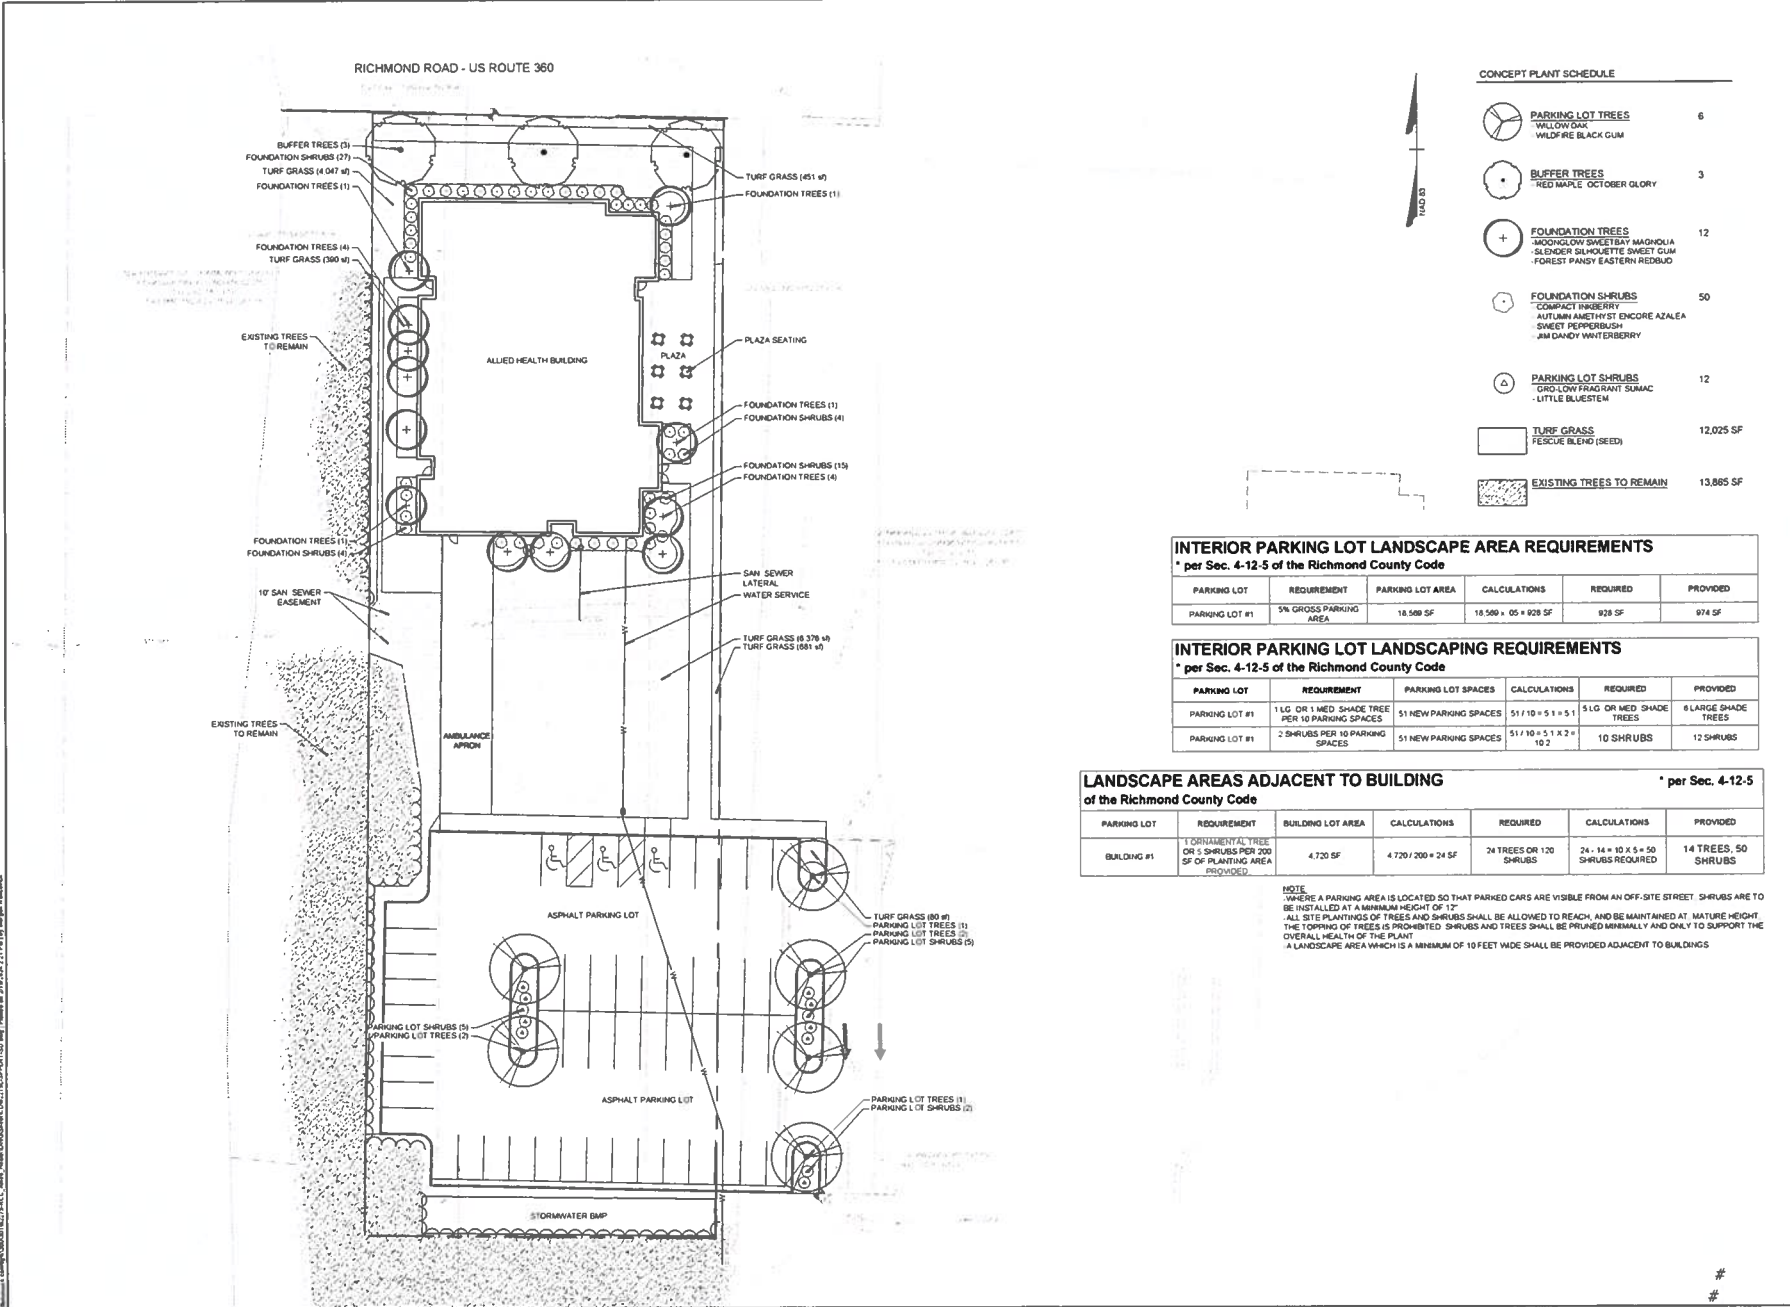 RICHMOND ROAD - US ROUTE 360
BUFFER TREES (3)
FOUNDATION SHRUBS (27)
TURF GRASS (4 047 sf)
FOUNDATION TREES (1)
FOUNDATION TREES (4)
TURF GRASS (390 sf)
EXISTING TREES
TO REMAIN
FOUNDATION TREES (1)
FOUNDATION SHRUBS (4)
10' SAN SEWER
EASEMENT
EXISTING TREES
TO REMAIN
TURF GRASS (451 sf)
FOUNDATION TREES (1)
ALLIED HEALTH BUILDING
PLAZA
PLAZA SEATING
FOUNDATION TREES (1)
FOUNDATION SHRUBS (4)
FOUNDATION SHRUBS (15)
FOUNDATION TREES (4)
SAN SEWER
LATERAL
WATER SERVICE
TURF GRASS (6 376 sf)
TURF GRASS (681 sf)
AMBULANCE
APRON
ASPHALT PARKING LOT
TURF GRASS (80 sf)
PARKING LOT TREES (1)
PARKING LOT TREES (2)
PARKING LOT SHRUBS (5)
PARKING LOT SHRUBS (5)
PARKING LOT TREES (2)
ASPHALT PARKING LOT
PARKING LOT TREES (1)
PARKING LOT SHRUBS (2)
STORMWATER BMP
NAD 83
CONCEPT PLANT SCHEDULE
PARKING LOT TREES 6
- WILLOW OAK
- WILDFIRE BLACK GUM
BUFFER TREES 3
- RED MAPLE OCTOBER GLORY
FOUNDATION TREES 12
- MOONGLOW SWEETBAY MAGNOLIA
- SLENDER SILHOUETTE SWEET GUM
- FOREST PANSY EASTERN REDBUD
FOUNDATION SHRUBS 50
- COMPACT INKBERRY
- AUTUMN AMETHYST ENCORE AZALEA
- SWEET PEPPERBUSH
- JIM DANDY WINTERBERRY
PARKING LOT SHRUBS 12
- GRO-LOW FRAGRANT SUMAC
- LITTLE BLUESTEM
TURF GRASS 12,025 SF
FESCUE BLEND (SEED)
EXISTING TREES TO REMAIN 13,865 SF
INTERIOR PARKING LOT LANDSCAPE AREA REQUIREMENTS
* per Sec. 4-12-5 of the Richmond County Code
PARKING LOT REQUIREMENT PARKING LOT AREA CALCULATIONS REQUIRED PROVIDED
PARKING LOT #1 5% GROSS PARKING AREA 18,569 SF 18,569 x .05 = 928 SF 928 SF 974 SF
INTERIOR PARKING LOT LANDSCAPING REQUIREMENTS
* per Sec. 4-12-5 of the Richmond County Code
PARKING LOT REQUIREMENT PARKING LOT SPACES CALCULATIONS REQUIRED PROVIDED
PARKING LOT #1 1 LG OR 1 MED SHADE TREE PER 10 PARKING SPACES 51 NEW PARKING SPACES 51 / 10 = 5 1 = 5 1 5 LG OR MED SHADE TREES 6 LARGE SHADE TREES
PARKING LOT #1 2 SHRUBS PER 10 PARKING SPACES 51 NEW PARKING SPACES 51 / 10 = 5 1 X 2 = 10 2 10 SHRUBS 12 SHRUBS
LANDSCAPE AREAS ADJACENT TO BUILDING * per Sec. 4-12-5
of the Richmond County Code
PARKING LOT REQUIREMENT BUILDING LOT AREA CALCULATIONS REQUIRED CALCULATIONS PROVIDED
BUILDING #1 1 ORNAMENTAL TREE OR 5 SHRUBS PER 200 SF OF PLANTING AREA PROVIDED 4,720 SF 4 720 / 200 = 24 SF 24 TREES OR 120 SHRUBS 24 - 14 = 10 X 5 = 50 SHRUBS REQUIRED 14 TREES, 50 SHRUBS
NOTE
- WHERE A PARKING AREA IS LOCATED SO THAT PARKED CARS ARE VISIBLE FROM AN OFF-SITE STREET SHRUBS ARE TO
BE INSTALLED AT A MINIMUM HEIGHT OF 12"
- ALL SITE PLANTINGS OF TREES AND SHRUBS SHALL BE ALLOWED TO REACH, AND BE MAINTAINED AT MATURE HEIGHT
THE TOPPING OF TREES IS PROHIBITED SHRUBS AND TREES SHALL BE PRUNED MINIMALLY AND ONLY TO SUPPORT THE
OVERALL HEALTH OF THE PLANT
- A LANDSCAPE AREA WHICH IS A MINIMUM OF 10 FEET WIDE SHALL BE PROVIDED ADJACENT TO BUILDINGS
#
#